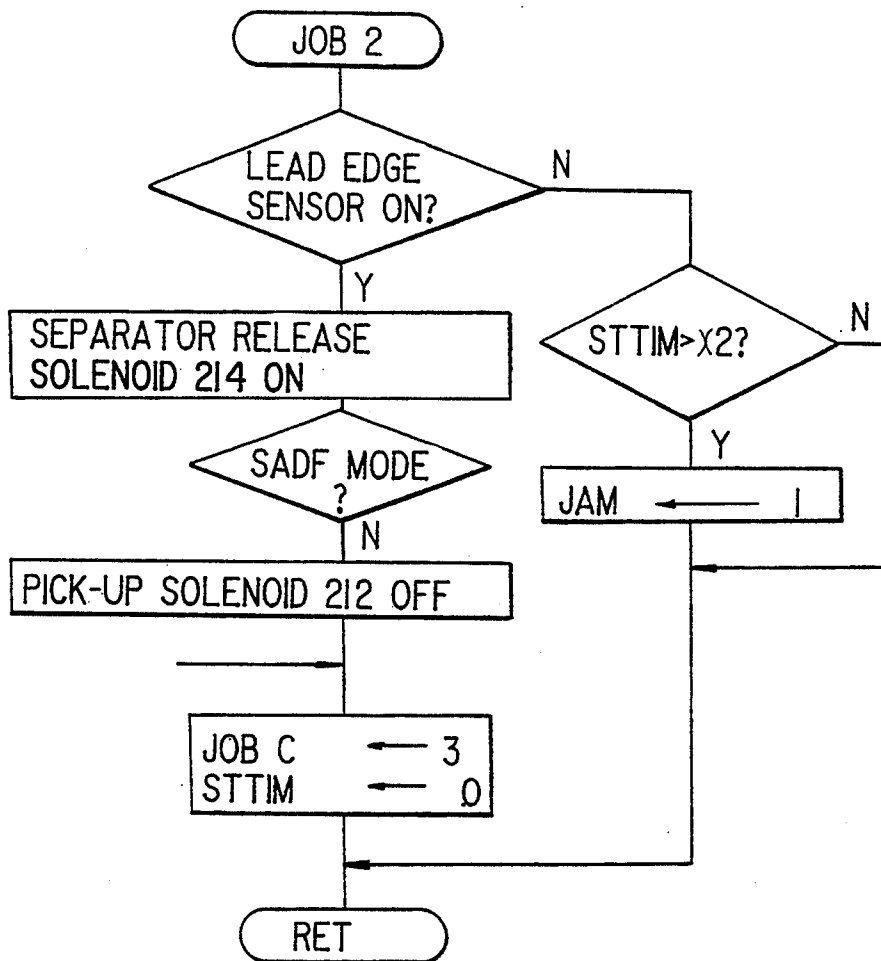 JOB 2
LEAD EDGE
SENSOR ON?
N
Y
SEPARATOR RELEASE
SOLENOID 214 ON
STTIM>X2?
N
Y
SADF MODE
?
N
JAM ← 1
PICK-UP SOLENOID 212 OFF
JOB C ← 3
STTIM ← 0
RET